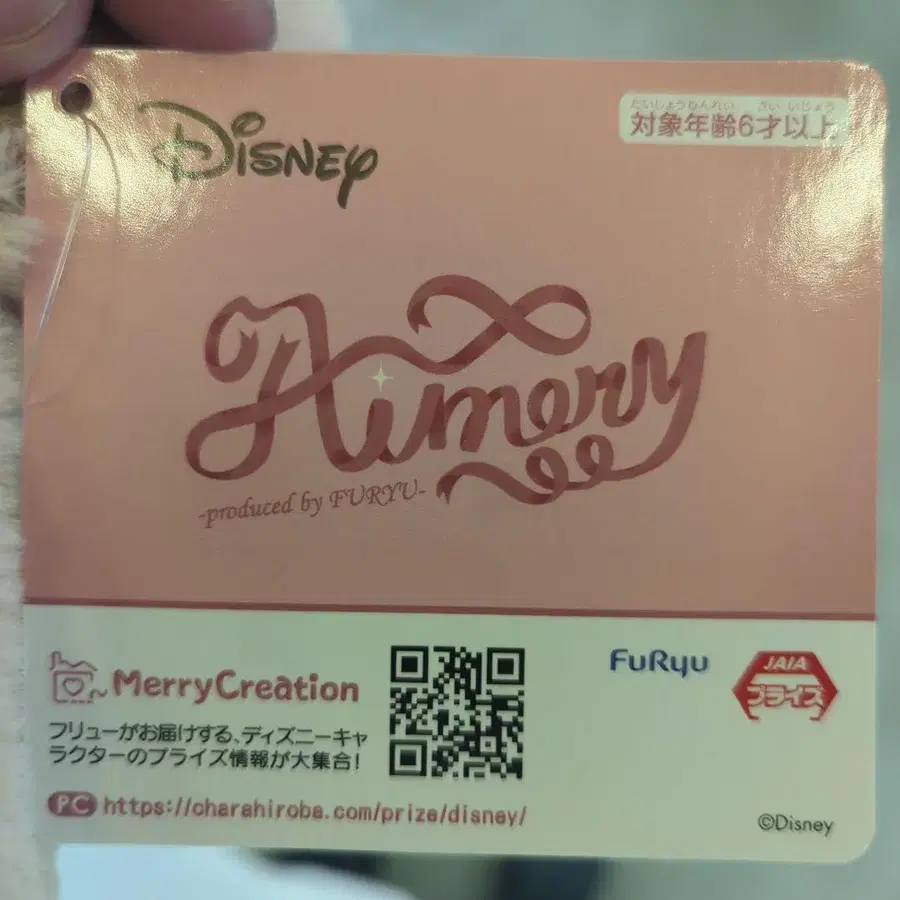 Disney
だいしょうねんれい さい いじょう
対象年齢6才以上
Aimerry
-produced by FURYU-
MerryCreation
フリューがお届けする、ディズニーキャ
ラクターのプライズ情報が大集合!
PC https://charahiroba.com/prize/disney/
FuRyu
JAIA
プライズ
©Disney